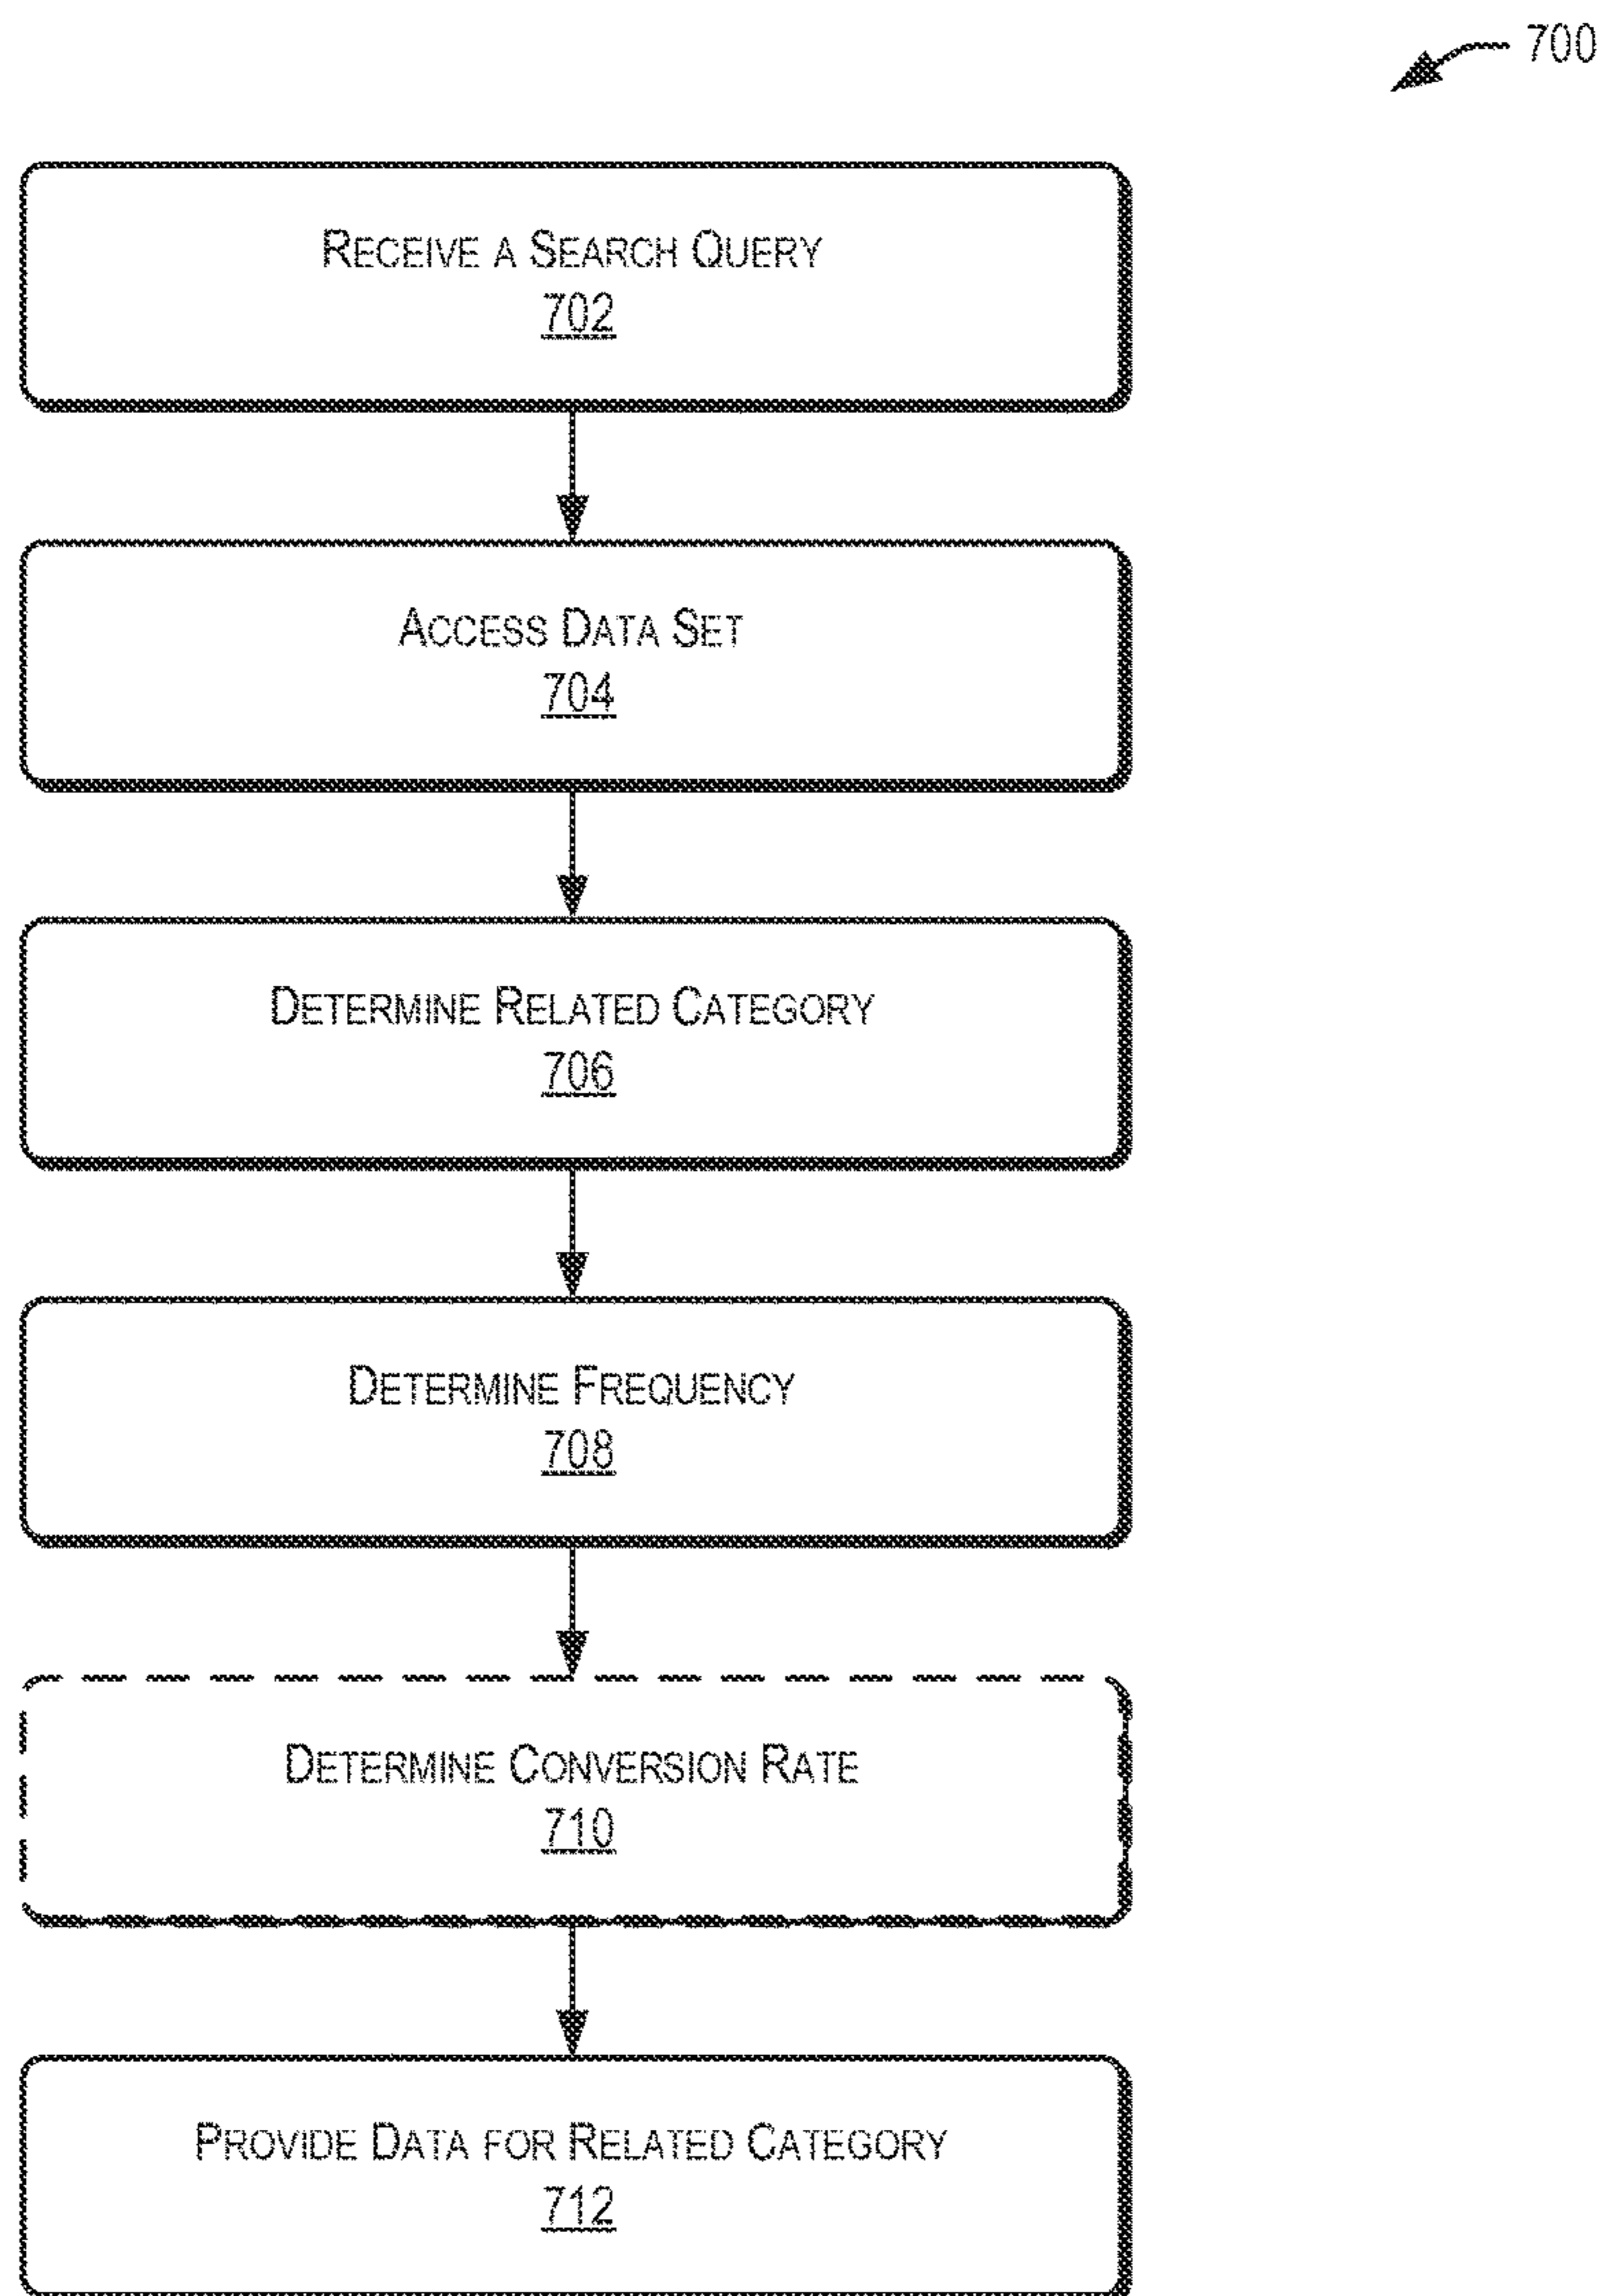 700
RECEIVE A SEARCH QUERY
702
ACCESS DATA SET
704
DETERMINE RELATED CATEGORY
706
DETERMINE FREQUENCY
708
DETERMINE CONVERSION RATE
710
PROVIDE DATA FOR RELATED CATEGORY
712